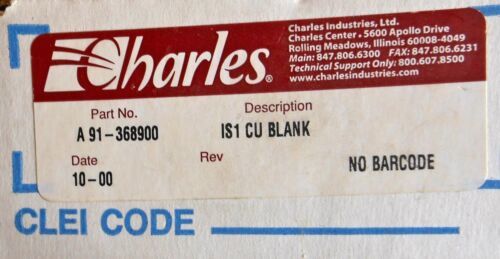 Charles®
Charles Industries, Ltd.
Charles Center • 5600 Apollo Drive
Rolling Meadows, Illinois 60008-4049
Main: 847.806.6300 FAX: 847.806.6231
Technical Support Only: 800.607.8500
www.charlesindustries.com
Part No. Description
A 91-368900 IS1 CU BLANK
Date Rev
10-00 NO BARCODE
CLEI CODE